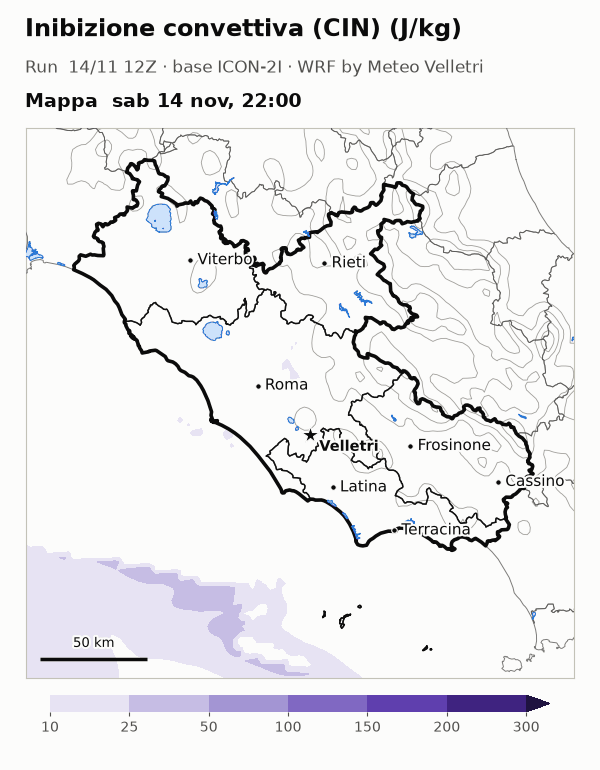 Inibizione convettiva (CIN) (J/kg)
Run  14/11 12Z · base ICON-2I · WRF by Meteo Velletri
Mappa  sab 14 nov, 22:00
Viterbo
Rieti
Roma
Velletri
Frosinone
Cassino
Latina
Terracina
50 km
10 25 50 100 150 200 300